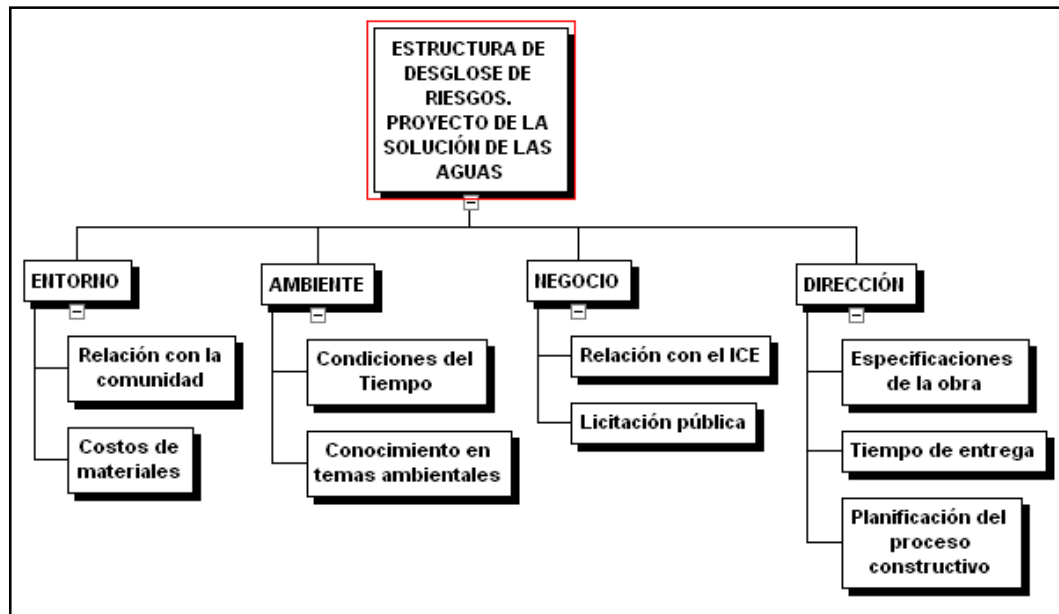 ESTRUCTURA DE
DESGLOSE DE
RIESGOS.
PROYECTO DE LA
SOLUCIÓN DE LAS
AGUAS
ENTORNO
Relación con la
comunidad
Costos de
materiales
AMBIENTE
Condiciones del
Tiempo
Conocimiento en
temas ambientales
NEGOCIO
Relación con el ICE
Licitación pública
DIRECCIÓN
Especificaciones
de la obra
Tiempo de entrega
Planificación del
proceso
constructivo